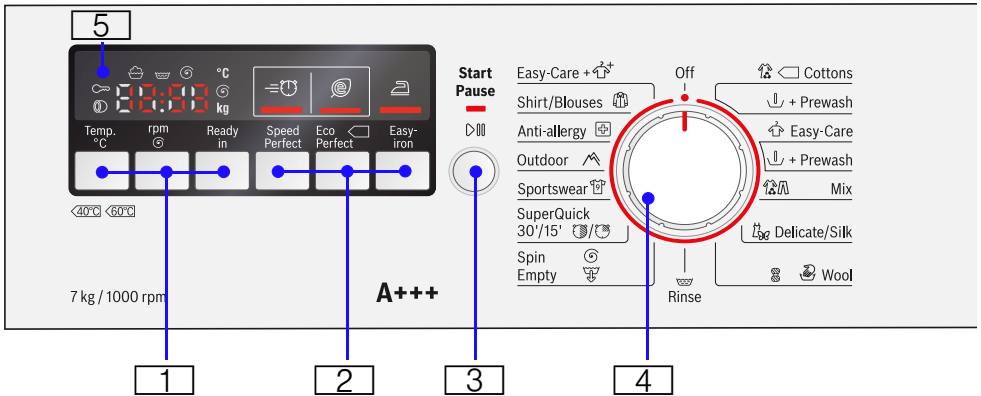 5
°C
88:88
kg
Temp.
°C
rpm
Ready
in
Speed
Perfect
Eco
Perfect
Easy-
iron
40°C 60°C
7 kg / 1000 rpm
A+++
Start
Pause
Easy-Care +
Shirt/Blouses
Anti-allergy
Outdoor
Sportswear
SuperQuick
30'/15' /
Spin
Empty
Off
Rinse
Cottons
+ Prewash
Easy-Care
+ Prewash
Mix
Delicate/Silk
Wool
1
2
3
4